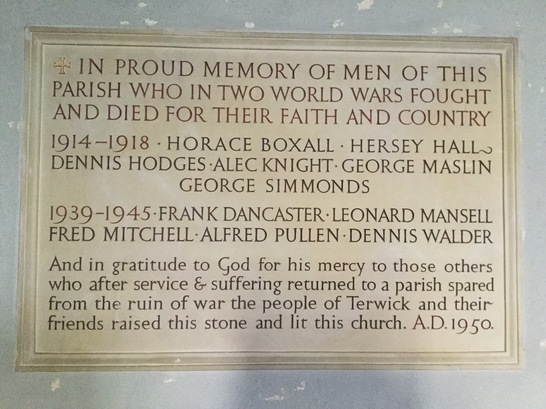 ✠ IN PROUD MEMORY OF MEN OF THIS
PARISH WHO IN TWO WORLD WARS FOUGHT
AND DIED FOR THEIR FAITH AND COUNTRY
1914–1918 · HORACE BOXALL · HERSEY HALL~
DENNIS HODGES · ALEC KNIGHT · GEORGE MASLIN
GEORGE SIMMONDS
1939–1945 · FRANK DANCASTER · LEONARD MANSELL
FRED MITCHELL · ALFRED PULLEN · DENNIS WALDER
And in gratitude to God for his mercy to those others
who after service & suffering returned to a parish spared
from the ruin of war the people of Terwick and their
friends raised this stone and lit this church. A.D. 1950.